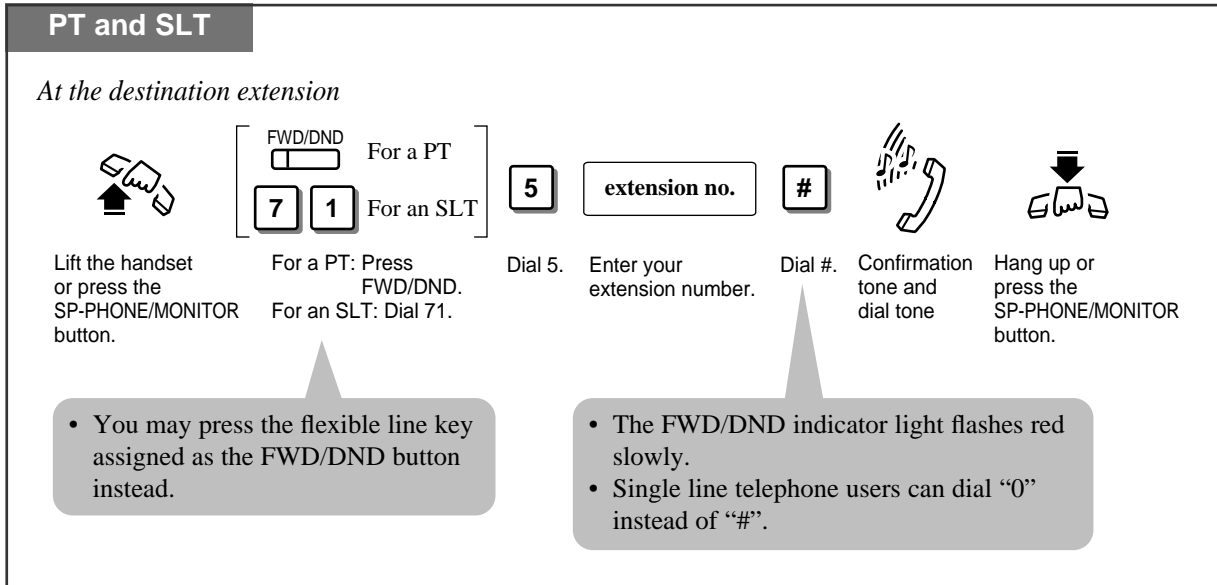 PT and SLT
At the destination extension
FWD/DND
For a PT
7 1 For an SLT
5
extension no.
#
Lift the handset
or press the
SP-PHONE/MONITOR
button.
For a PT: Press
FWD/DND.
For an SLT: Dial 71.
Dial 5.
Enter your
extension number.
Dial #.
Confirmation
tone and
dial tone
Hang up or
press the
SP-PHONE/MONITOR
button.
• You may press the flexible line key
assigned as the FWD/DND button
instead.
• The FWD/DND indicator light flashes red
slowly.
• Single line telephone users can dial “0”
instead of “#”.